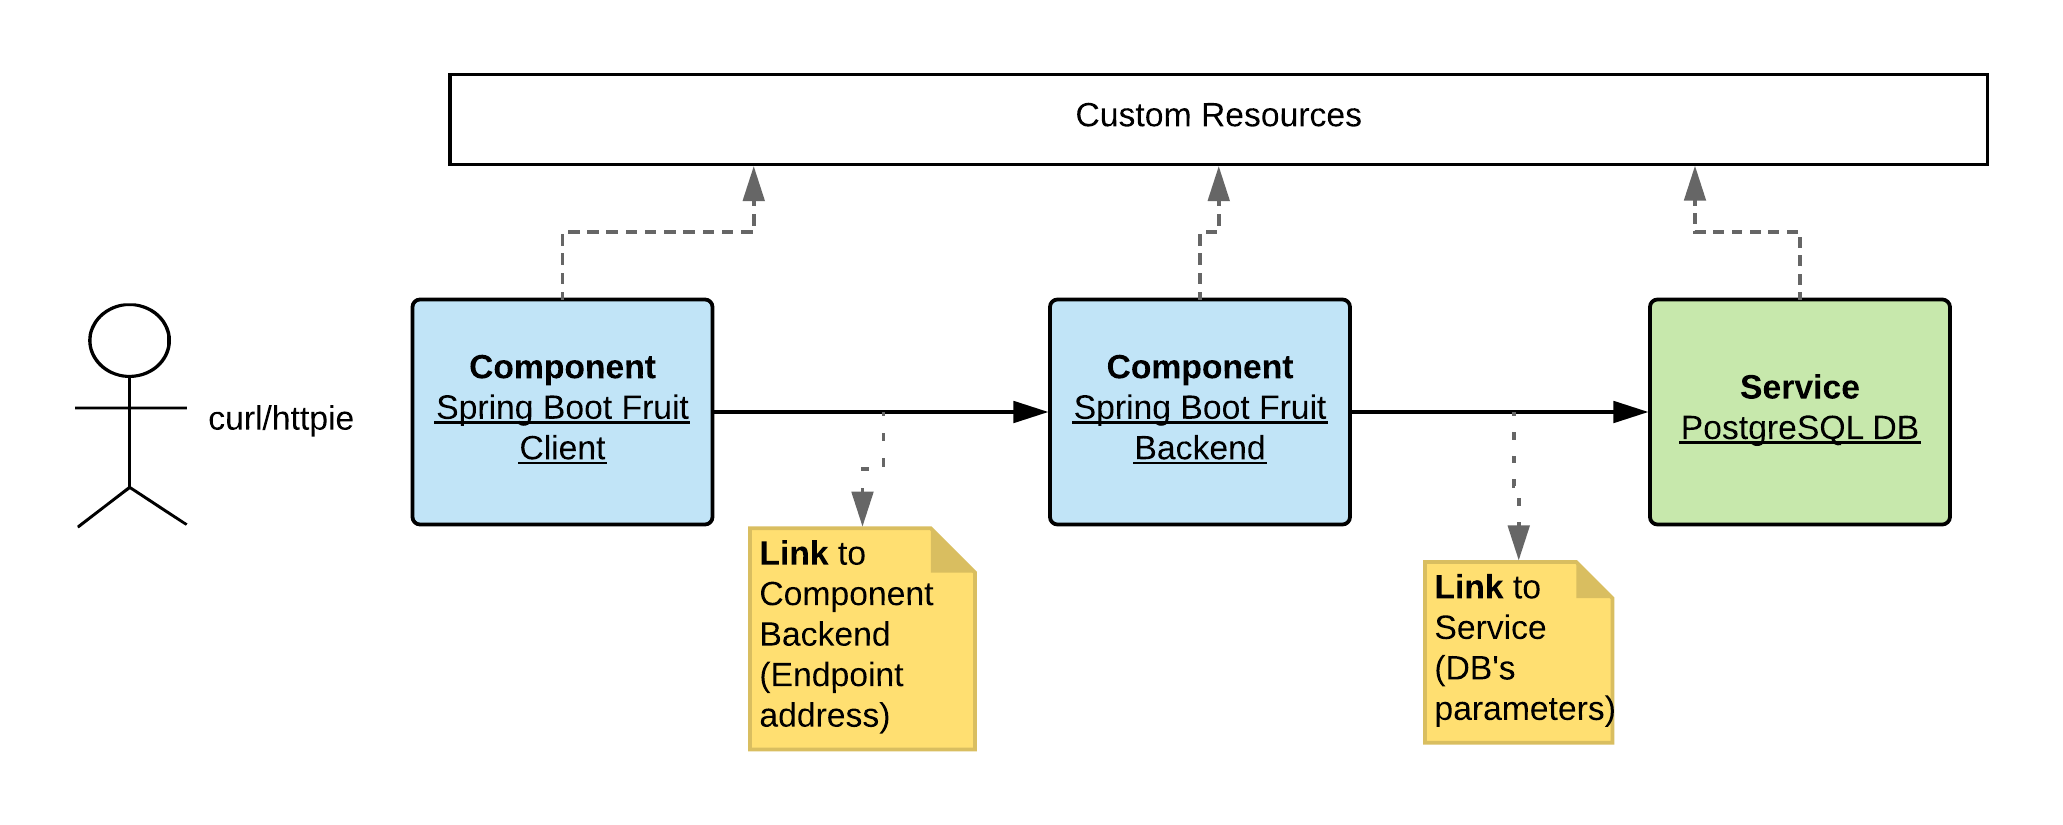 Custom Resources
curl/httpie
Component
Spring Boot Fruit
Client
Component
Spring Boot Fruit
Backend
Service
PostgreSQL DB
Link to
Component
Backend
(Endpoint
address)
Link to
Service
(DB's
parameters)